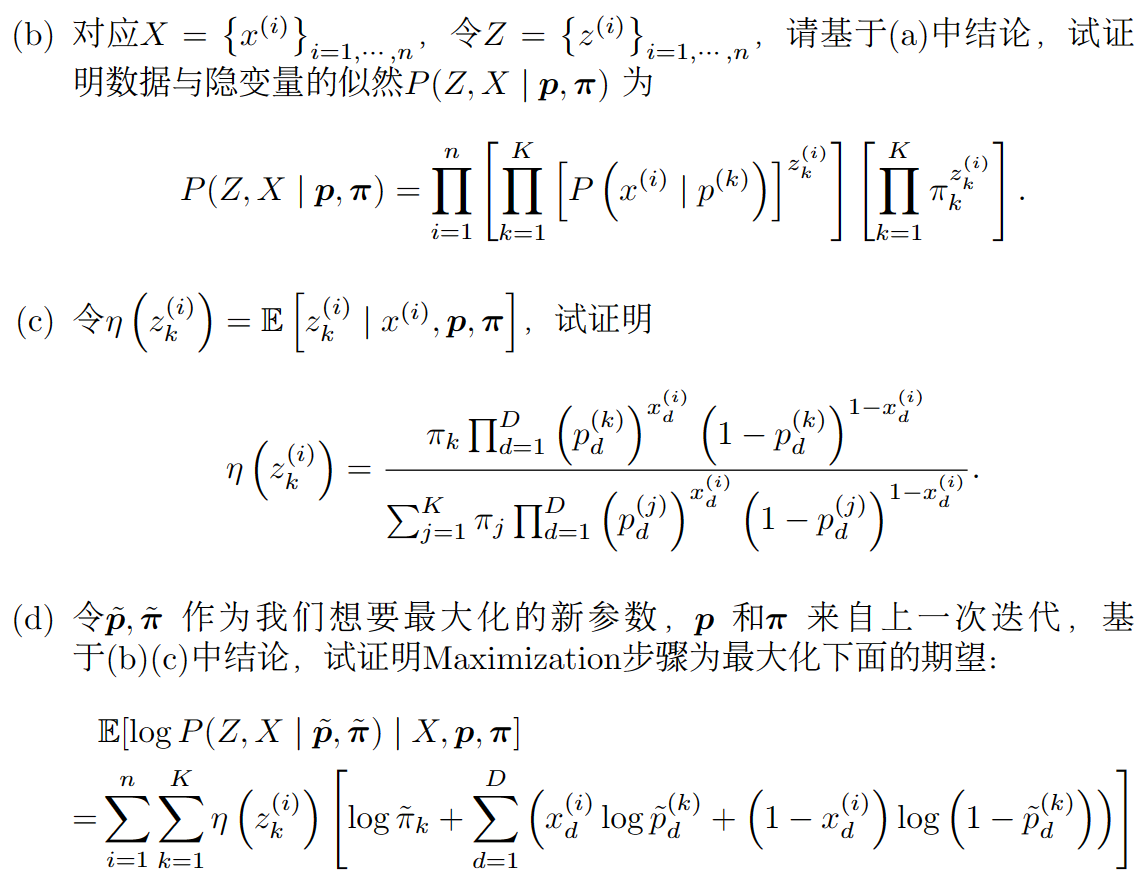 (b) 对应X = {x^{(i)}}_{i=1,⋯,n}，令Z = {z^{(i)}}_{i=1,⋯,n}，请基于(a)中结论，试证
明数据与隐变量的似然P(Z, X | p, π) 为
P(Z, X | p, π) = ∏_{i=1}^{n} [∏_{k=1}^{K} [P(x^{(i)} | p^{(k)})]^{z_k^{(i)}}] [∏_{k=1}^{K} π_k^{z_k^{(i)}}].
(c) 令η(z_k^{(i)}) = 𝔼[z_k^{(i)} | x^{(i)}, p, π]，试证明
η(z_k^{(i)}) = \frac{π_k ∏_{d=1}^{D} (p_d^{(k)})^{x_d^{(i)}} (1 − p_d^{(k)})^{1−x_d^{(i)}}}{∑_{j=1}^{K} π_j ∏_{d=1}^{D} (p_d^{(j)})^{x_d^{(i)}} (1 − p_d^{(j)})^{1−x_d^{(i)}}}.
(d) 令p̃, π̃ 作为我们想要最大化的新参数，p 和π 来自上一次迭代，基
于(b)(c)中结论，试证明Maximization步骤为最大化下面的期望：
𝔼[log P(Z, X | p̃, π̃) | X, p, π]
= ∑_{i=1}^{n} ∑_{k=1}^{K} η(z_k^{(i)}) [log π̃_k + ∑_{d=1}^{D} (x_d^{(i)} log p̃_d^{(k)} + (1 − x_d^{(i)}) log (1 − p̃_d^{(k)}))]